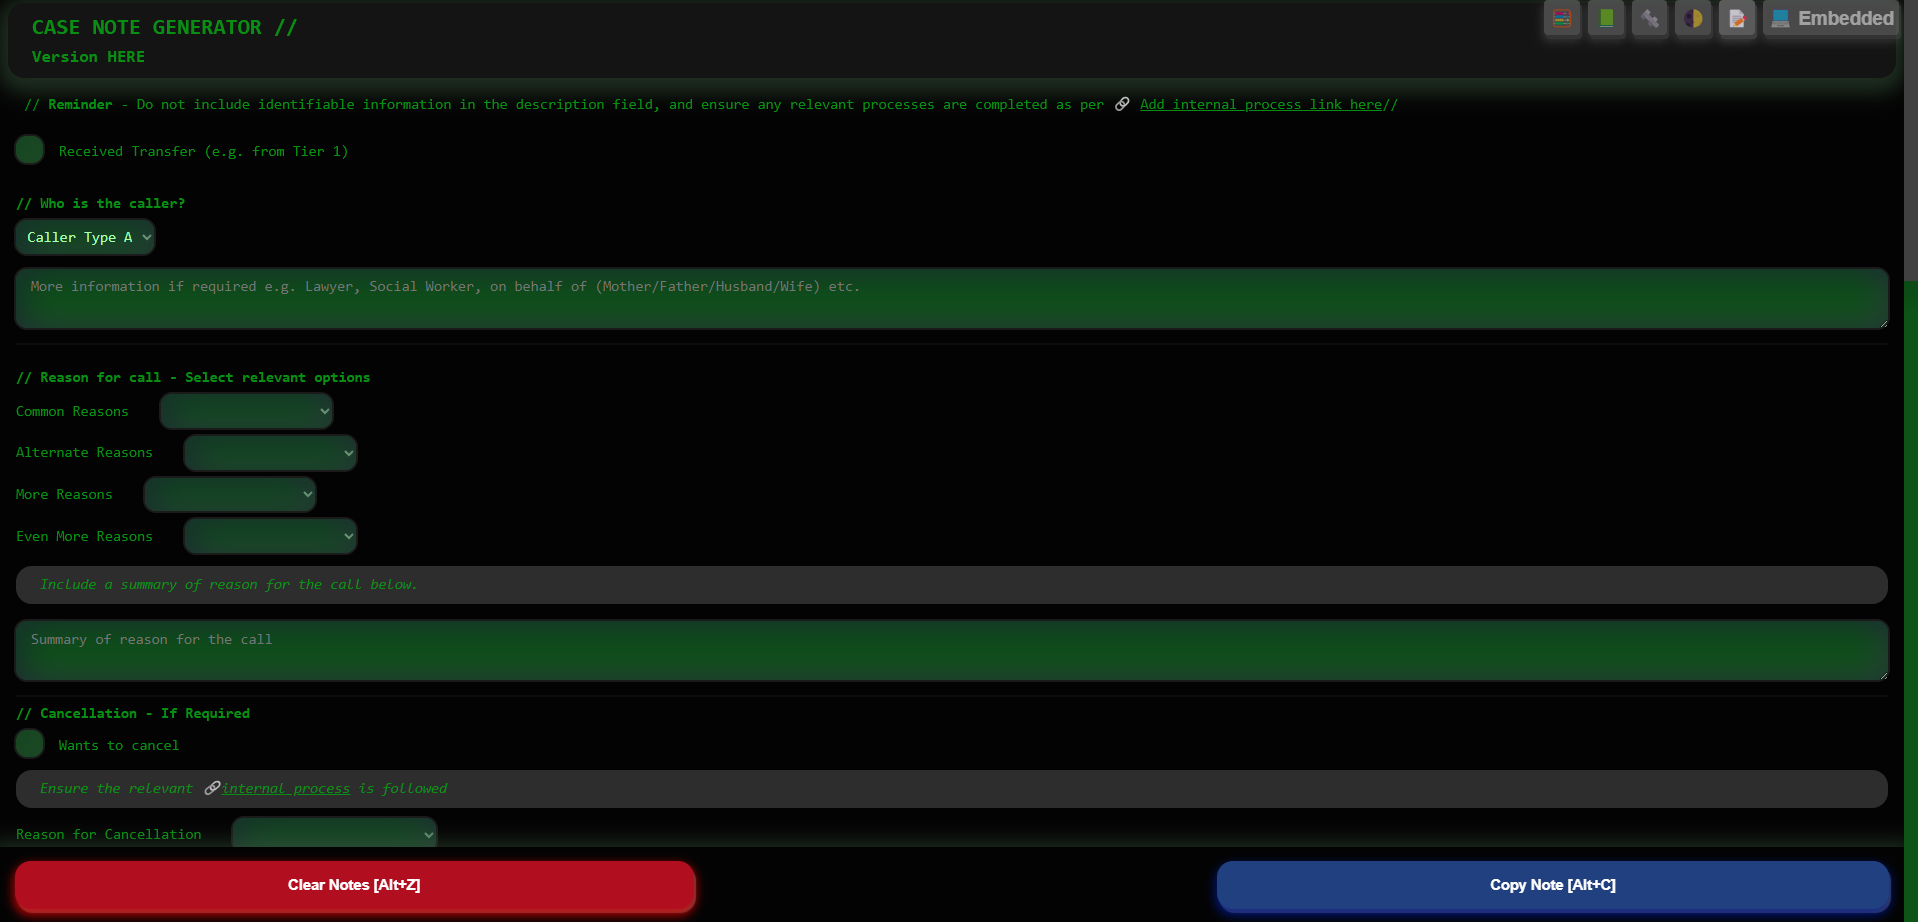 CASE NOTE GENERATOR //
Embedded
Version HERE
// Reminder - Do not include identifiable information in the description field, and ensure any relevant processes are completed as per 🔗 Add internal process link here//
Received Transfer (e.g. from Tier 1)
// Who is the caller?
Caller Type A
More information if required e.g. Lawyer, Social Worker, on behalf of (Mother/Father/Husband/Wife) etc.
// Reason for call - Select relevant options
Common Reasons
Alternate Reasons
More Reasons
Even More Reasons
Include a summary of reason for the call below.
Summary of reason for the call
// Cancellation - If Required
Wants to cancel
Ensure the relevant 🔗internal process is followed
Reason for Cancellation
Clear Notes [Alt+Z]
Copy Note [Alt+C]